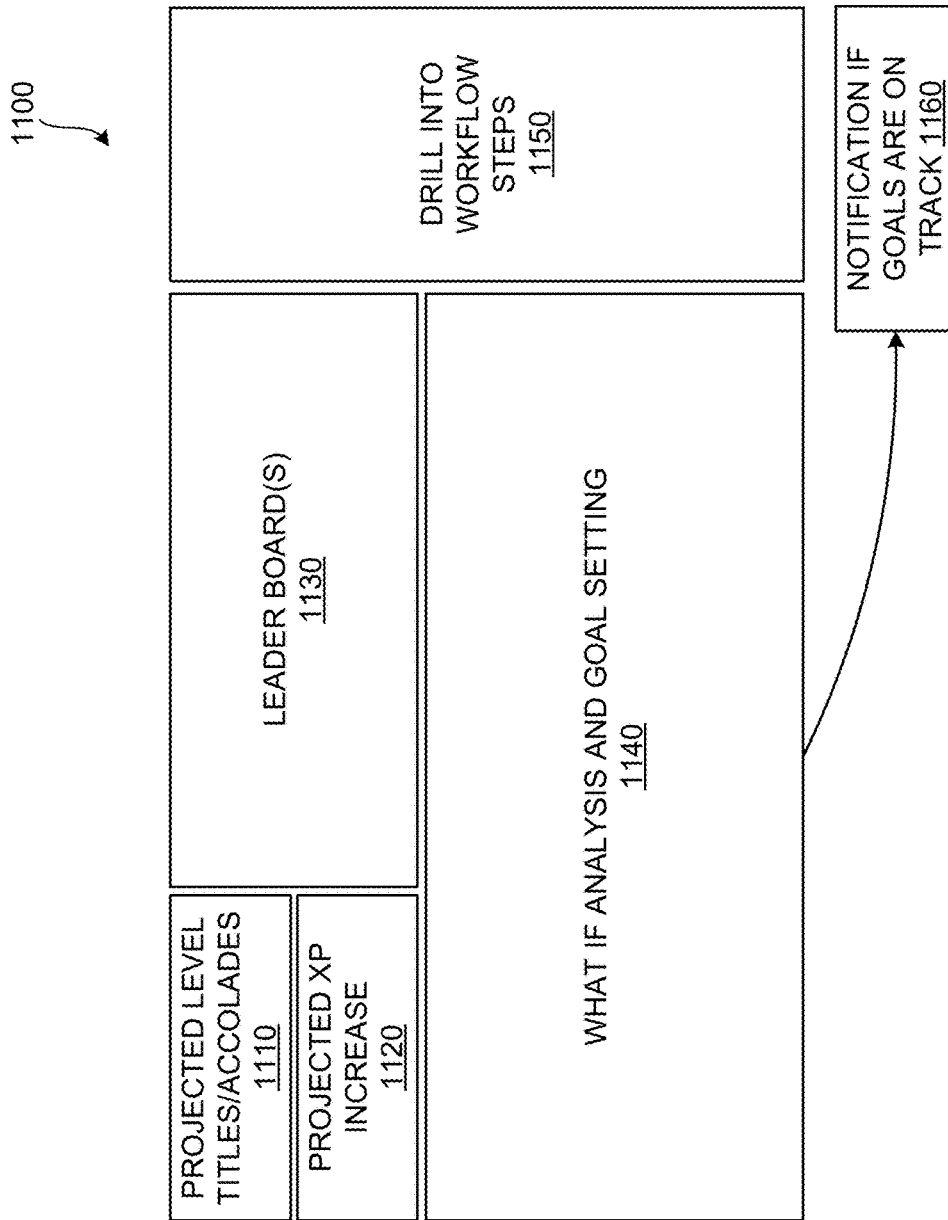 1100
PROJECTED LEVEL
TITLES/ACCOLADES
1110
PROJECTED XP
INCREASE
1120
LEADER BOARD(S)
1130
WHAT IF ANALYSIS AND GOAL SETTING
1140
DRILL INTO
WORKFLOW
STEPS
1150
NOTIFICATION IF
GOALS ARE ON
TRACK 1160